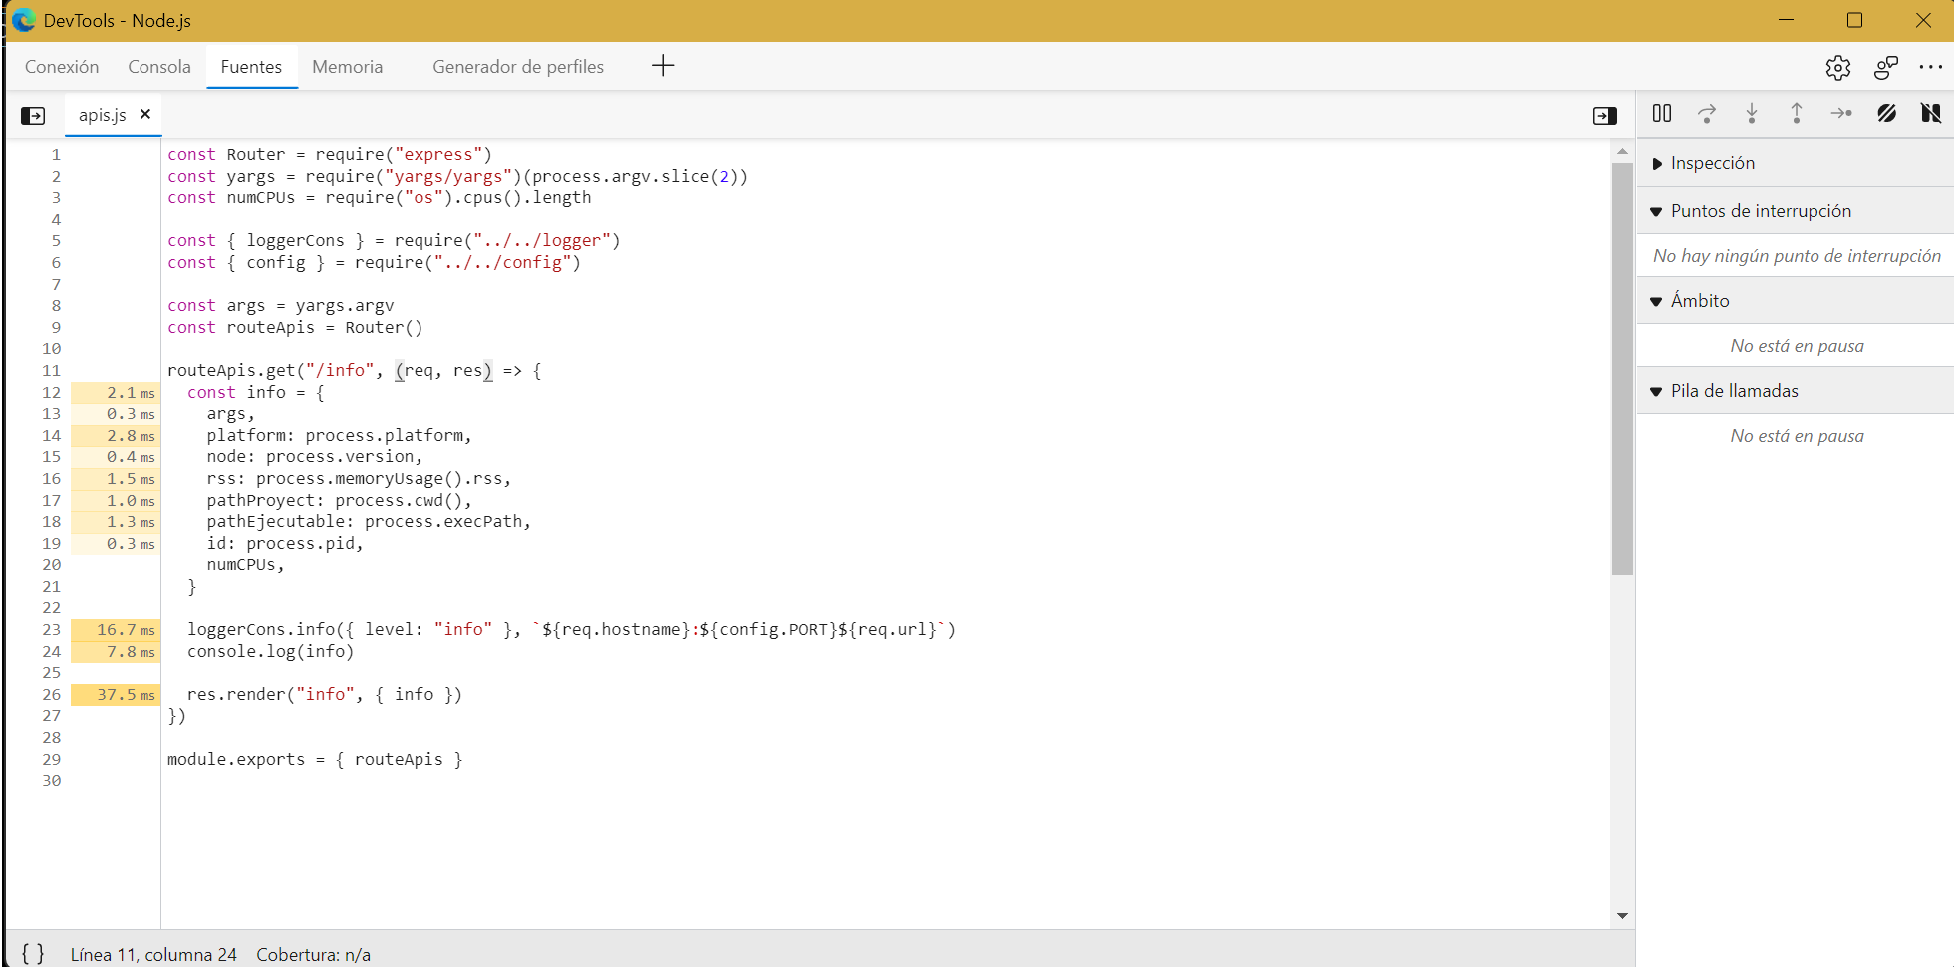 DevTools - Node.js
Conexión Consola Fuentes Memoria Generador de perfiles
apis.js
1 const Router = require("express")
2 const yargs = require("yargs/yargs")(process.argv.slice(2))
3 const numCPUs = require("os").cpus().length
4
5 const { loggerCons } = require("../../logger")
6 const { config } = require("../../config")
7
8 const args = yargs.argv
9 const routeApis = Router()
10
11 routeApis.get("/info", (req, res) => {
12 2.1 ms const info = {
13 0.3 ms args,
14 2.8 ms platform: process.platform,
15 0.4 ms node: process.version,
16 1.5 ms rss: process.memoryUsage().rss,
17 1.0 ms pathProyect: process.cwd(),
18 1.3 ms pathEjecutable: process.execPath,
19 0.3 ms id: process.pid,
20 numCPUs,
21 }
22
23 16.7 ms loggerCons.info({ level: "info" }, `${req.hostname}:${config.PORT}${req.url}`)
24 7.8 ms console.log(info)
25
26 37.5 ms res.render("info", { info })
27 })
28
29 module.exports = { routeApis }
30
Inspección
Puntos de interrupción
No hay ningún punto de interrupción
Ámbito
No está en pausa
Pila de llamadas
No está en pausa
{ } Línea 11, columna 24 Cobertura: n/a